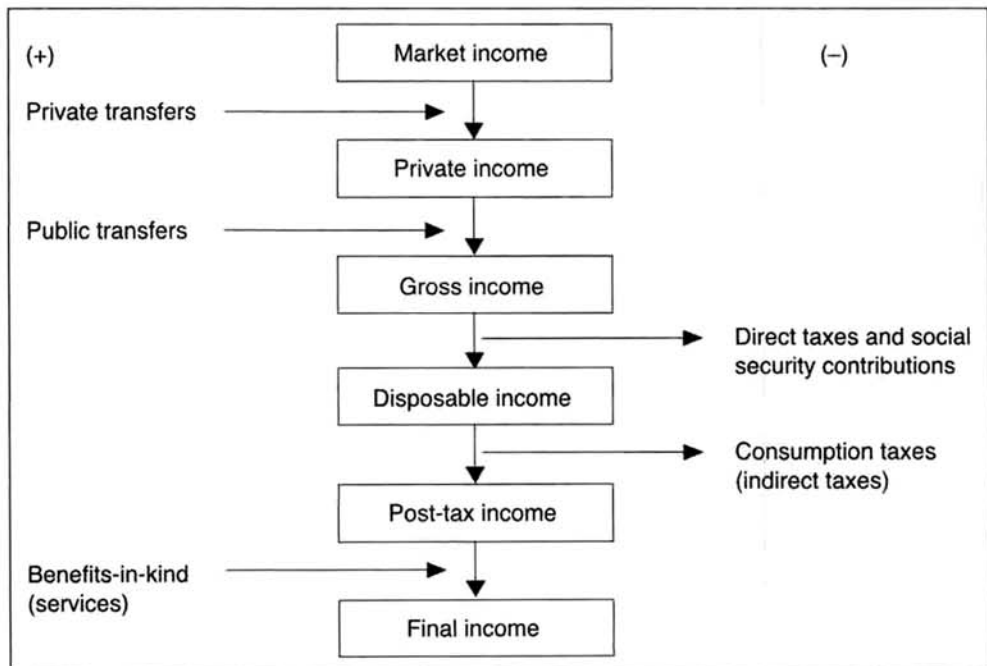 (+)
Market income
(–)
Private transfers
Private income
Public transfers
Gross income
Direct taxes and social
security contributions
Disposable income
Consumption taxes
(indirect taxes)
Post-tax income
Benefits-in-kind
(services)
Final income